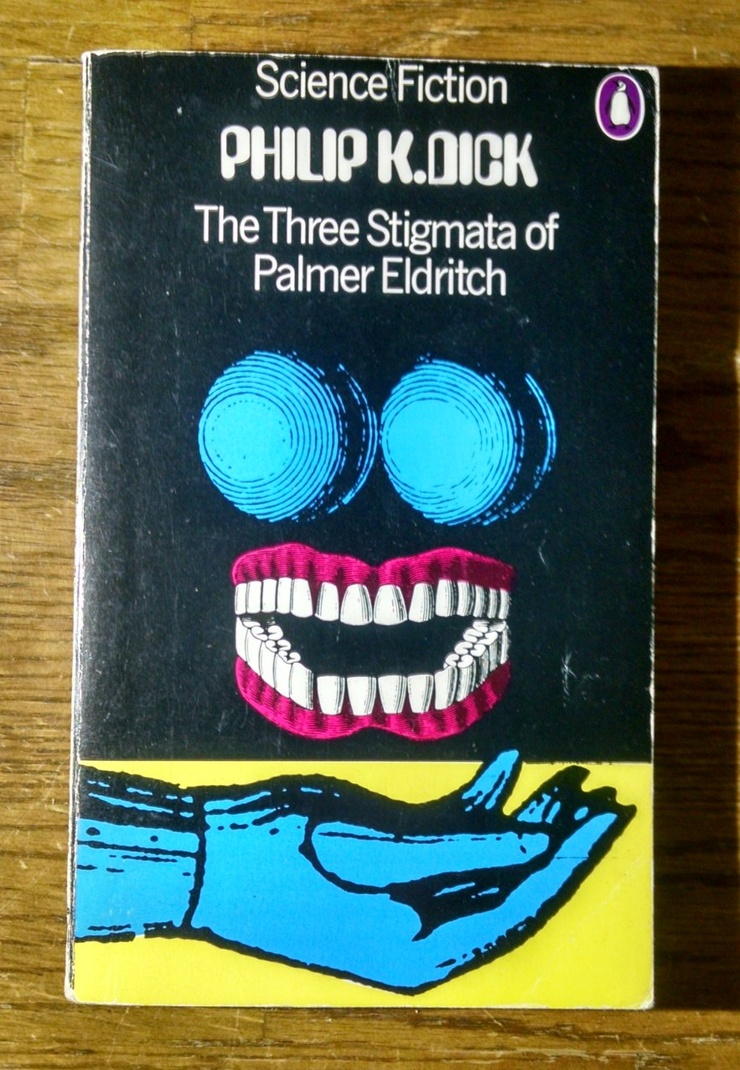 Science Fiction
PHILIP K.DICK
The Three Stigmata of
Palmer Eldritch